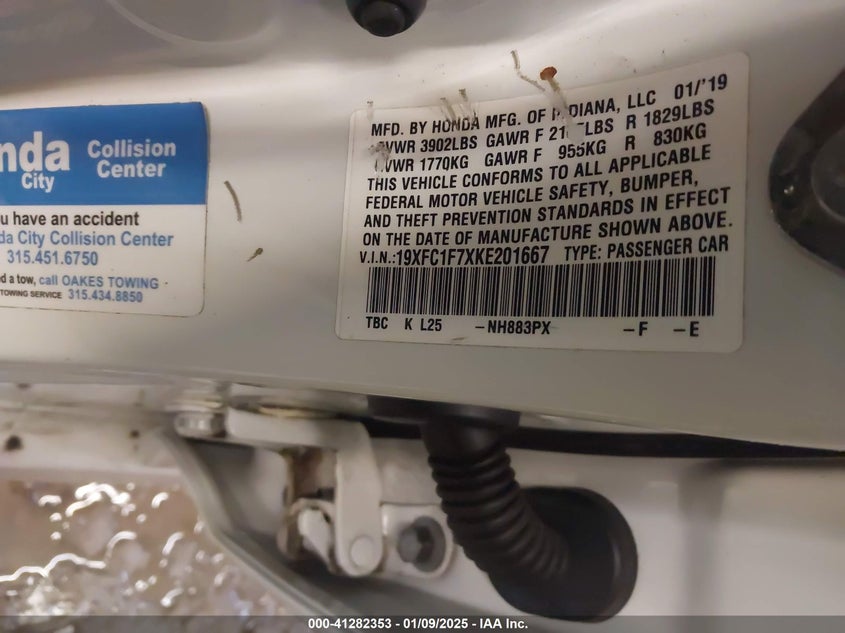 nda
City
Collision
Center
u have an accident
da City Collision Center
315.451.6750
d a tow, call OAKES TOWING
TOWING SERVICE 315.434.8850
MFD. BY HONDA MFG. OF INDIANA, LLC 01/'19
GVWR 3902LBS GAWR F LBS R 1829LBS
GVWR 1770KG GAWR F 955KG R 830KG
THIS VEHICLE CONFORMS TO ALL APPLICABLE
FEDERAL MOTOR VEHICLE SAFETY, BUMPER,
AND THEFT PREVENTION STANDARDS IN EFFECT
ON THE DATE OF MANUFACTURE SHOWN ABOVE.
V.I.N.:19XFC1F7XKE201667 TYPE: PASSENGER CAR
TBC K L25 -NH883PX -F -E
000-41282353 - 01/09/2025 - IAA Inc.